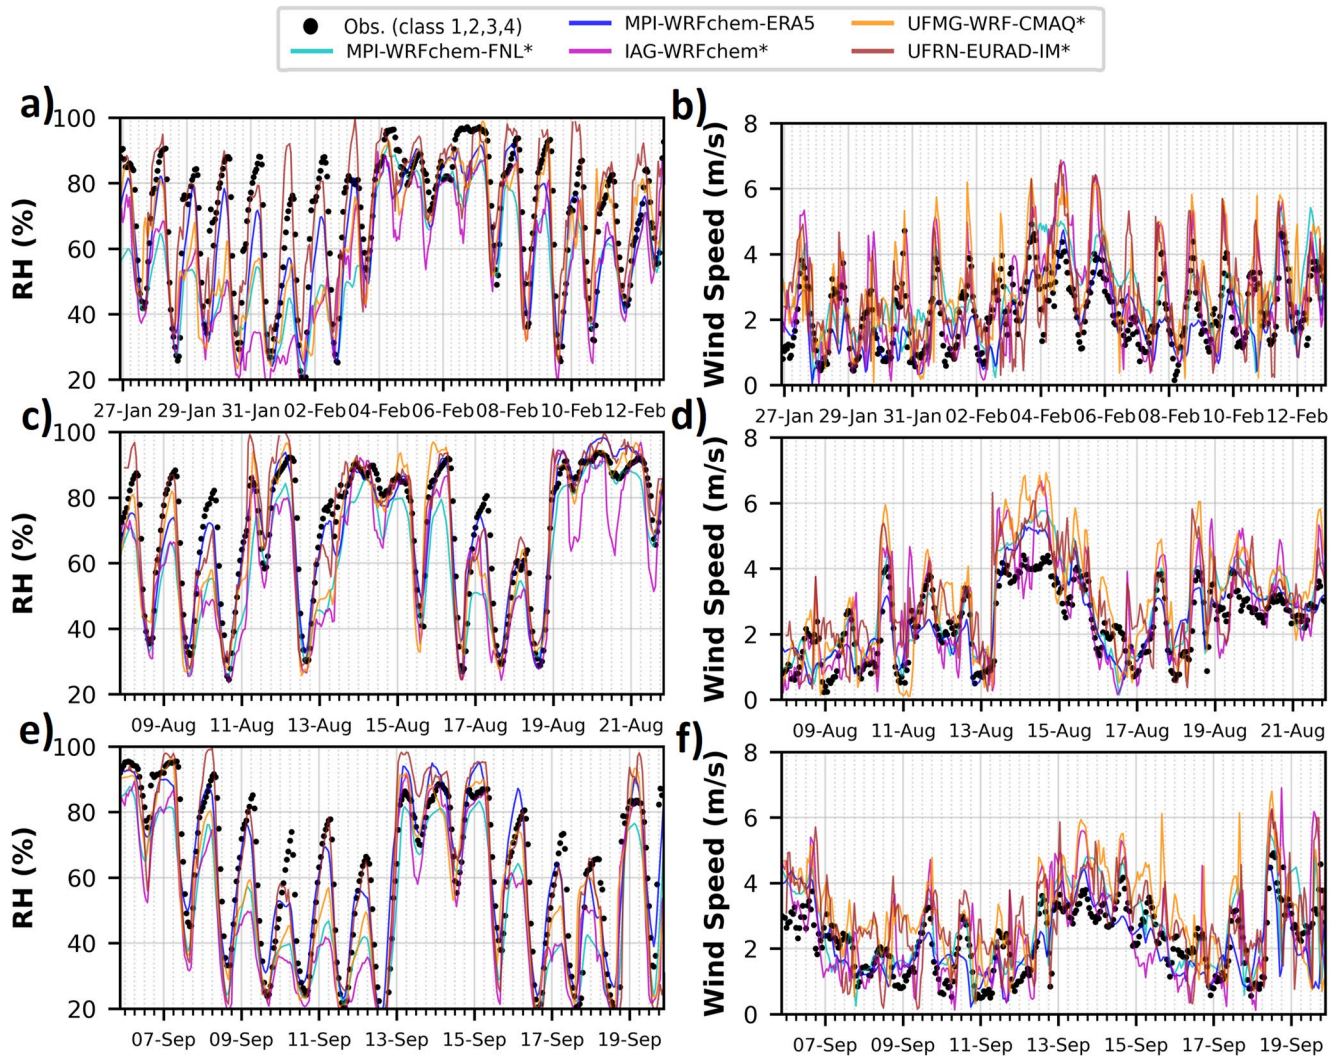 Obs. (class 1,2,3,4) MPI-WRFchem-ERA5 UFMG-WRF-CMAQ*
MPI-WRFchem-FNL* IAG-WRFchem* UFRN-EURAD-IM*
a)
RH (%)
100
80
60
40
20
27-Jan 29-Jan 31-Jan 02-Feb 04-Feb 06-Feb 08-Feb 10-Feb 12-Feb
b)
Wind Speed (m/s)
8
6
4
2
0
27-Jan 29-Jan 31-Jan 02-Feb 04-Feb 06-Feb 08-Feb 10-Feb 12-Feb
c)
RH (%)
100
80
60
40
20
09-Aug 11-Aug 13-Aug 15-Aug 17-Aug 19-Aug 21-Aug
d)
Wind Speed (m/s)
8
6
4
2
0
09-Aug 11-Aug 13-Aug 15-Aug 17-Aug 19-Aug 21-Aug
e)
RH (%)
100
80
60
40
20
07-Sep 09-Sep 11-Sep 13-Sep 15-Sep 17-Sep 19-Sep
f)
Wind Speed (m/s)
8
6
4
2
0
07-Sep 09-Sep 11-Sep 13-Sep 15-Sep 17-Sep 19-Sep